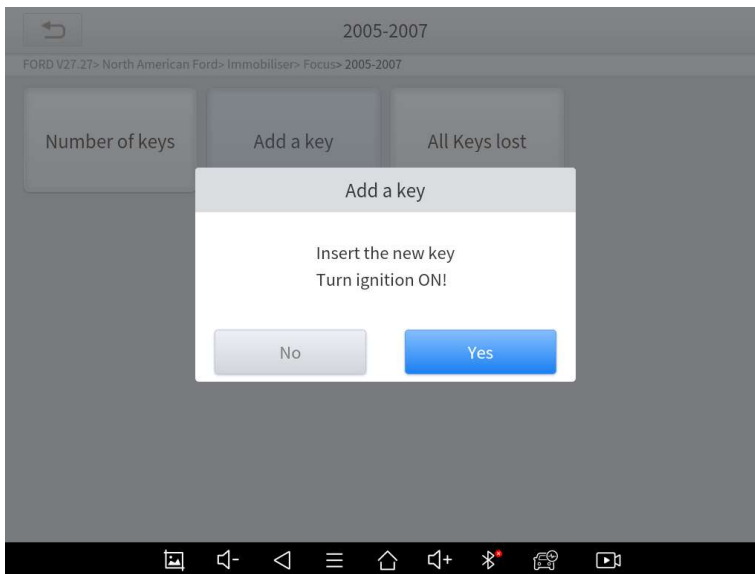 2005-2007
FORD V27.27> North American Ford> Immobiliser> Focus> 2005-2007
Number of keys
Add a key
All Keys lost
Add a key
Insert the new key
Turn ignition ON!
No
Yes